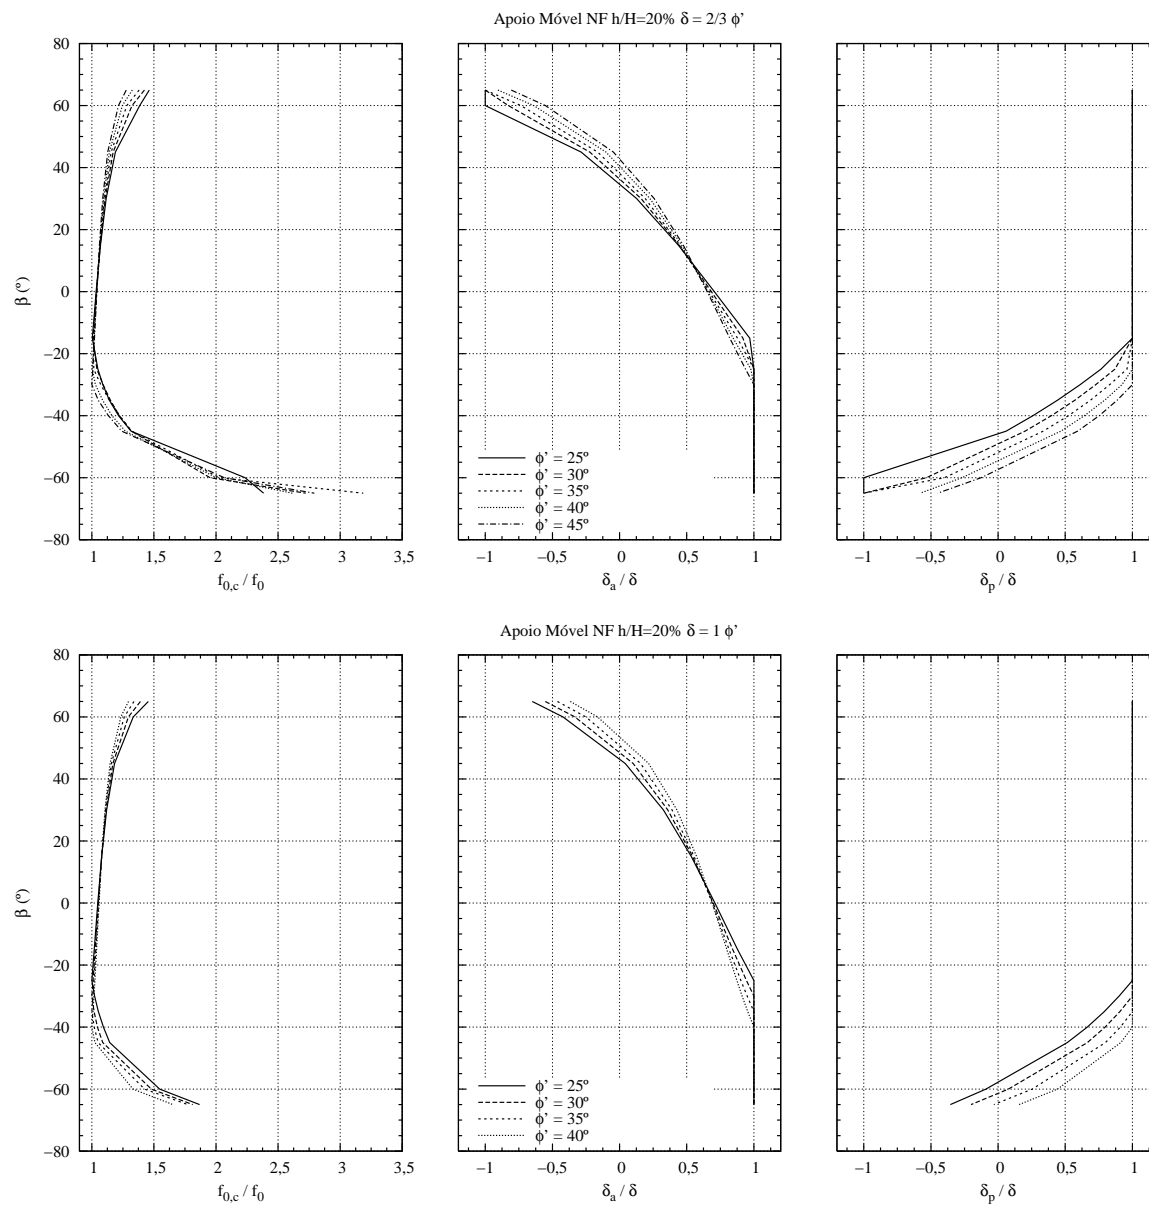 Apoio Móvel NF h/H=20% δ = 2/3 ϕ'
80
60
40
20
0
−20
−40
−60
−80
β (º)
1 1,5 2 2,5 3 3,5
f0,c / f0
ϕ' = 25º
ϕ' = 30º
ϕ' = 35º
ϕ' = 40º
ϕ' = 45º
−1 −0,5 0 0,5 1
δa / δ
−1 −0,5 0 0,5 1
δp / δ
Apoio Móvel NF h/H=20% δ = 1 ϕ'
80
60
40
20
0
−20
−40
−60
−80
β (º)
1 1,5 2 2,5 3 3,5
f0,c / f0
ϕ' = 25º
ϕ' = 30º
ϕ' = 35º
ϕ' = 40º
−1 −0,5 0 0,5 1
δa / δ
−1 −0,5 0 0,5 1
δp / δ